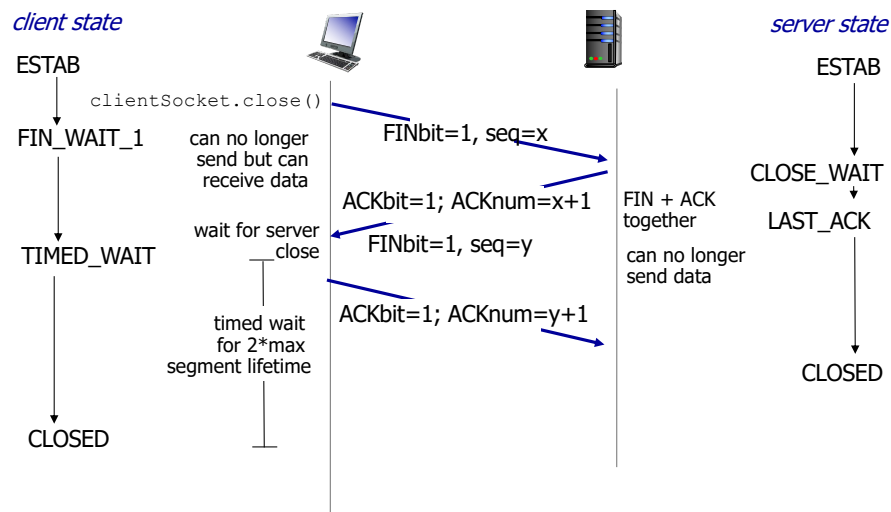 client state
server state
ESTAB
ESTAB
clientSocket.close()
FIN_WAIT_1
can no longer
send but can
receive data
FINbit=1, seq=x
CLOSE_WAIT
ACKbit=1; ACKnum=x+1
FIN + ACK
together
LAST_ACK
wait for server
close
FINbit=1, seq=y
can no longer
send data
TIMED_WAIT
ACKbit=1; ACKnum=y+1
timed wait
for 2*max
segment lifetime
CLOSED
CLOSED